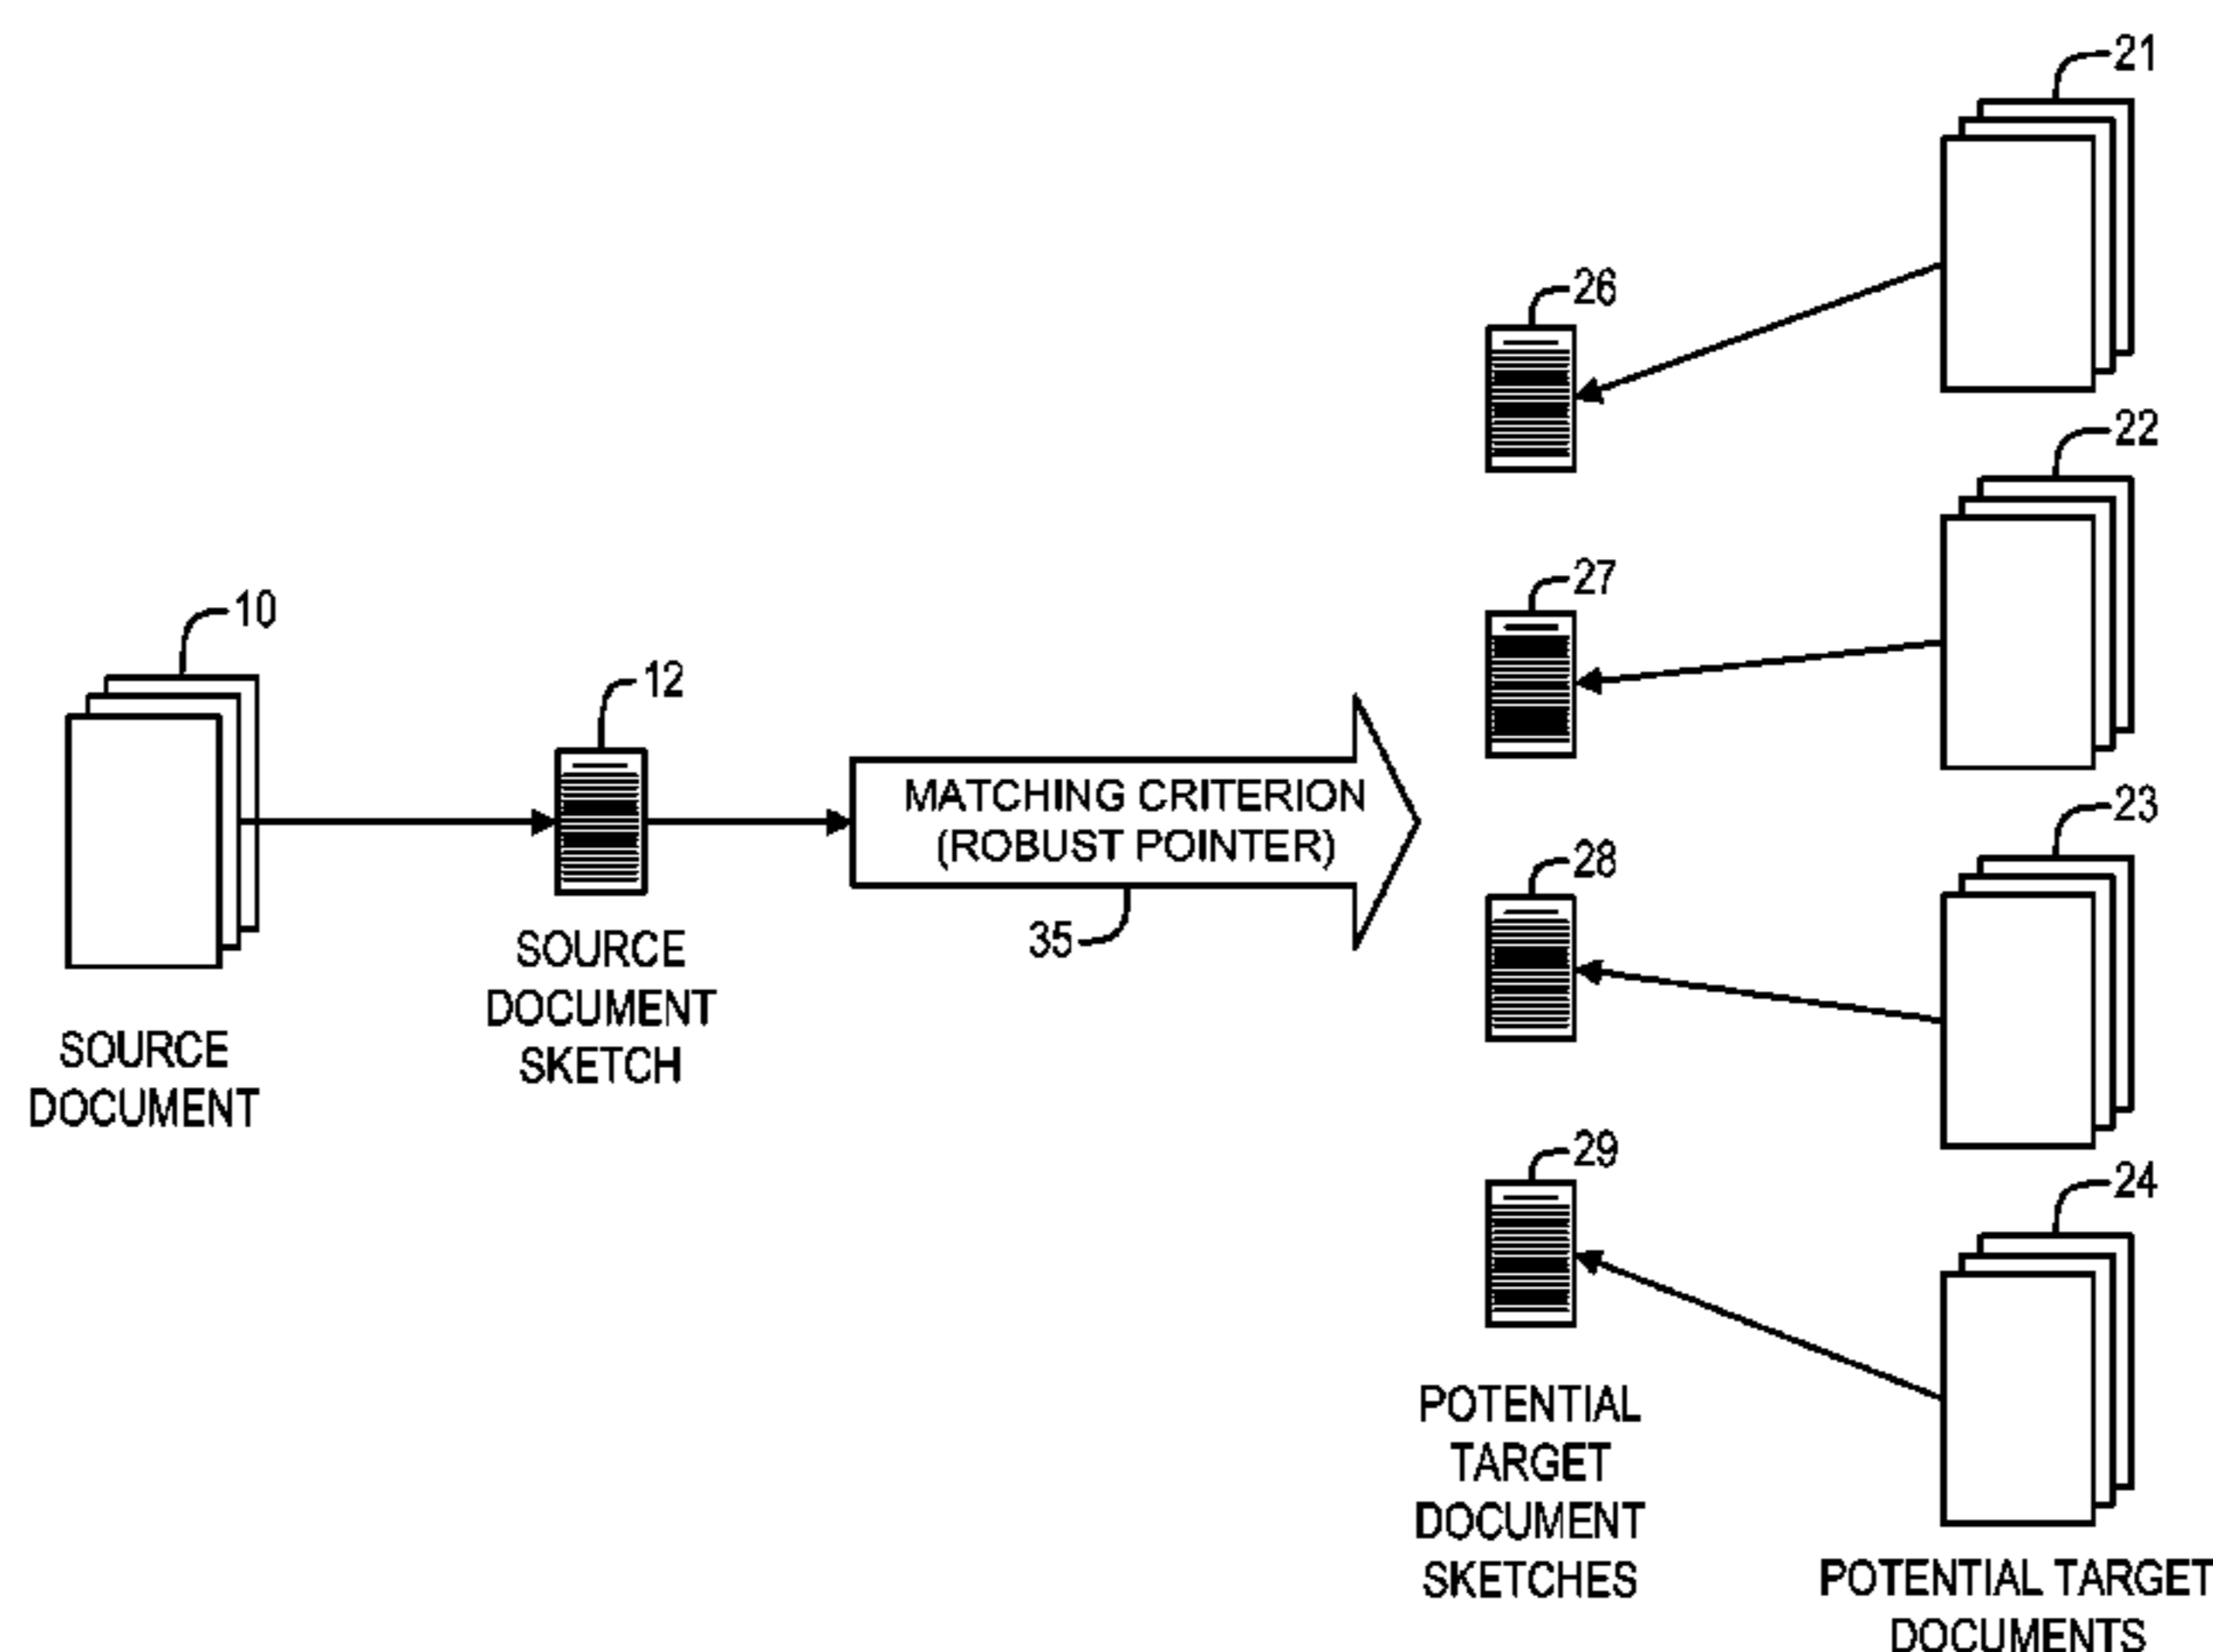 21
26
22
27
10
12
MATCHING CRITERION
(ROBUST POINTER)
23
28
35
SOURCE
DOCUMENT
SKETCH
SOURCE
DOCUMENT
29
24
POTENTIAL
TARGET
DOCUMENT
SKETCHES
POTENTIAL TARGET
DOCUMENTS